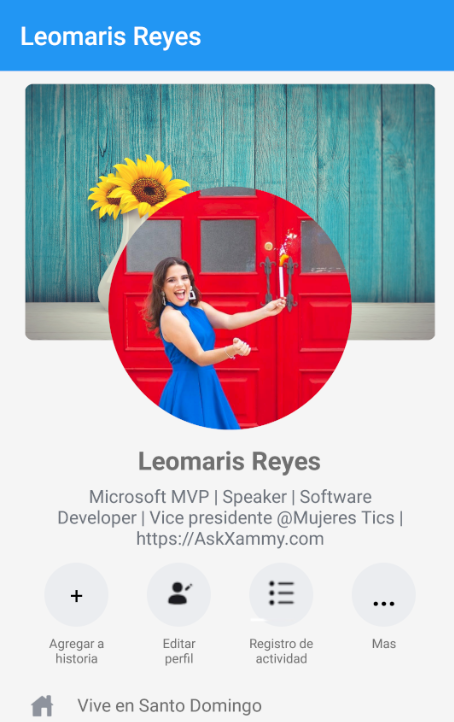 Leomaris Reyes
Leomaris Reyes
Microsoft MVP | Speaker | Software
Developer | Vice presidente @Mujeres Tics |
https://AskXammy.com
+
Agregar a
historia
Editar
perfil
Registro de
actividad
...
Mas
Vive en Santo Domingo